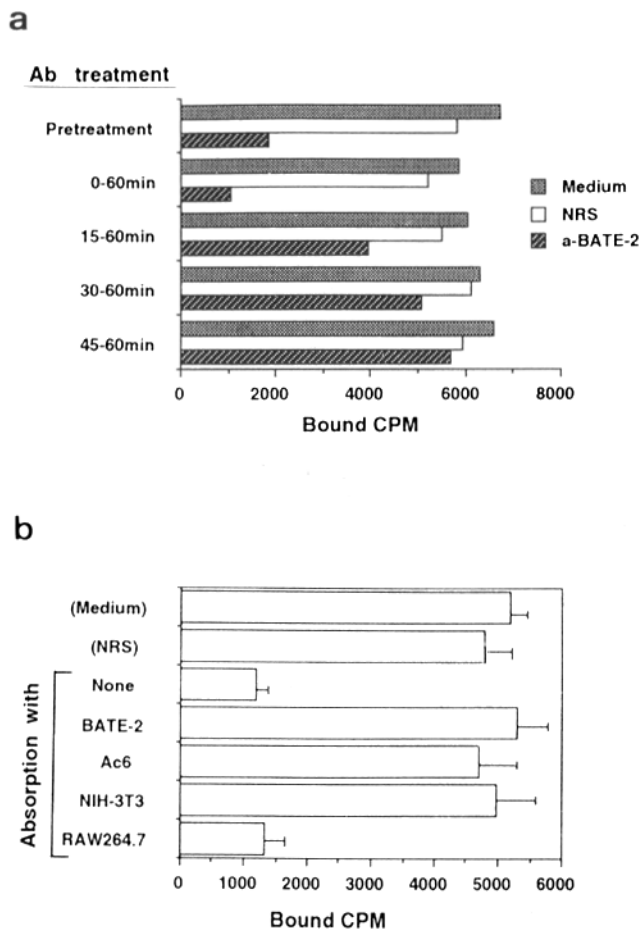 a
Ab treatment
Pretreatment
0-60min
15-60min
30-60min
45-60min
Medium
NRS
a-BATE-2
0 2000 4000 6000 8000
Bound CPM
b
(Medium)
(NRS)
None
BATE-2
Ac6
NIH-3T3
RAW264.7
Absorption with
0 1000 2000 3000 4000 5000 6000
Bound CPM